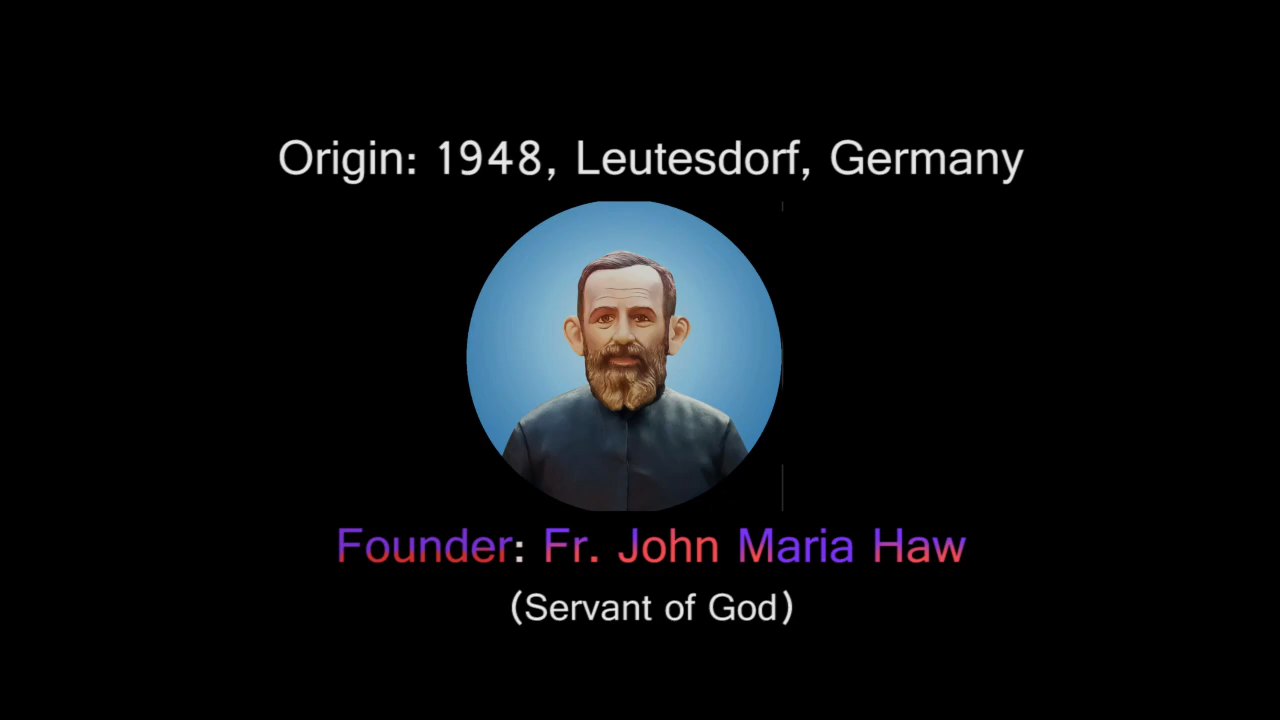 Origin: 1948, Leutesdorf, Germany
Founder: Fr. John Maria Haw
(Servant of God)